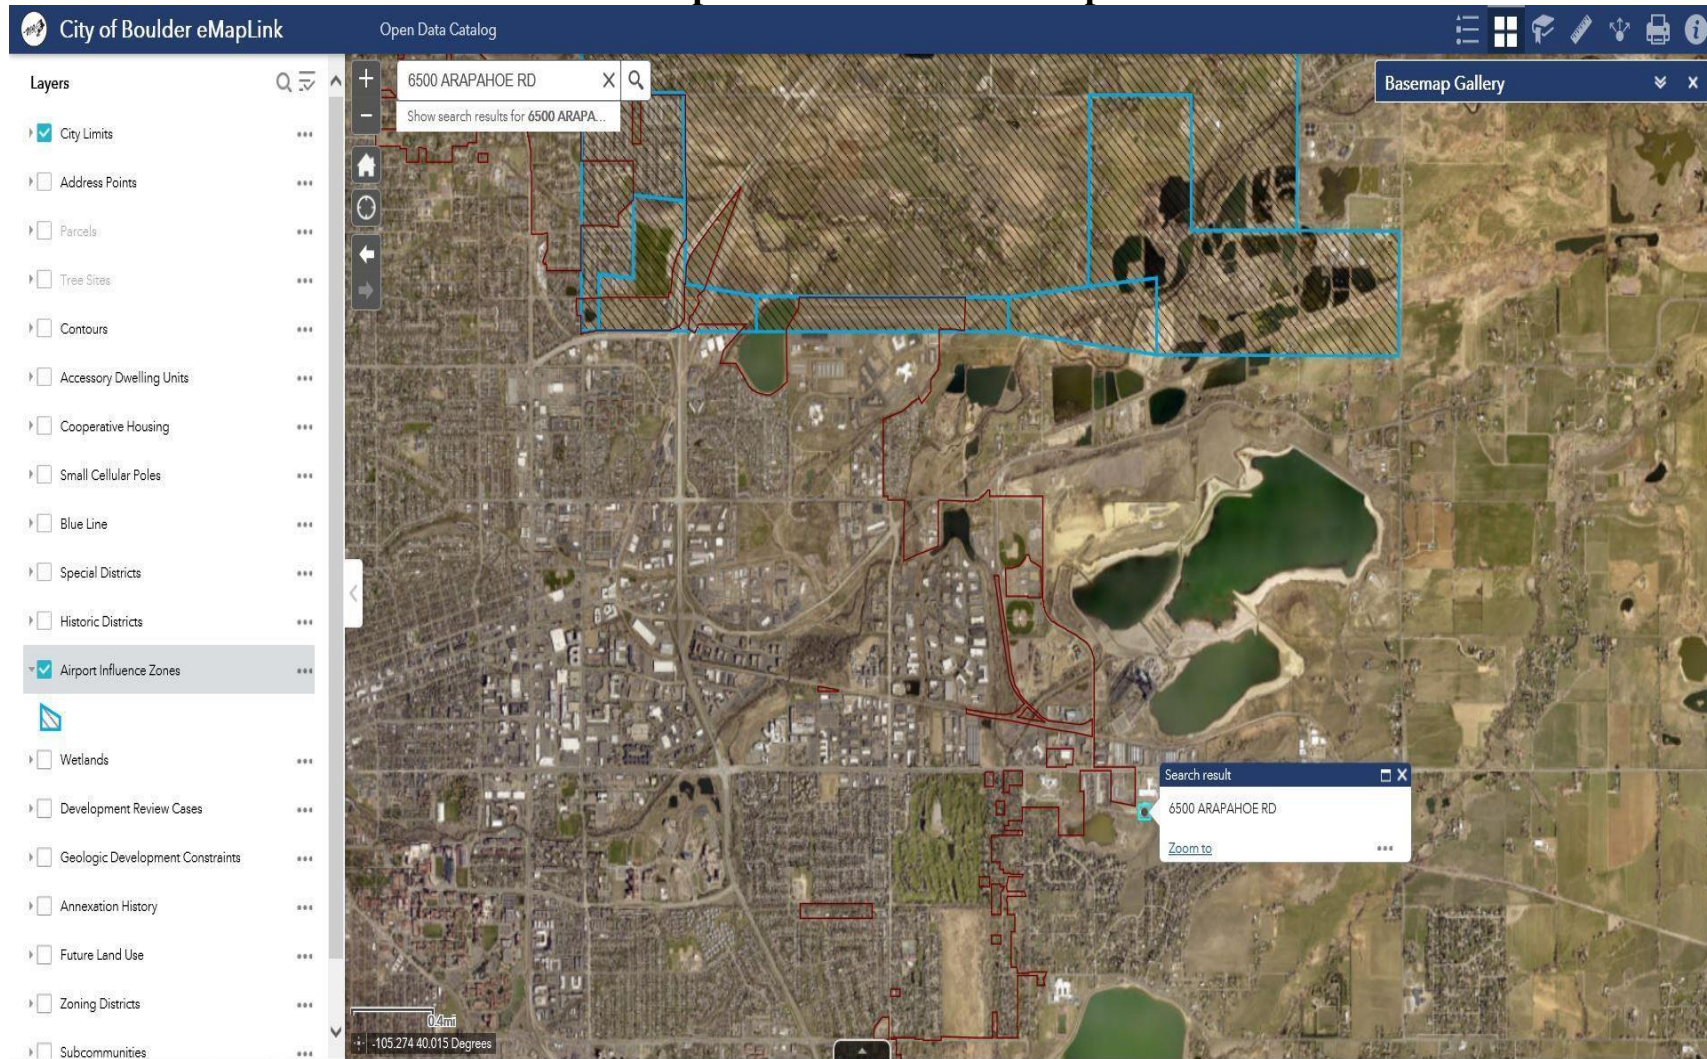 City of Boulder eMapLink
Open Data Catalog
Layers
City Limits
Address Points
Parcels
Tree Sites
Contours
Accessory Dwelling Units
Cooperative Housing
Small Cellular Poles
Blue Line
Special Districts
Historic Districts
Airport Influence Zones
Wetlands
Development Review Cases
Geologic Development Constraints
Annexation History
Future Land Use
Zoning Districts
Subcommunities
6500 ARAPAHOE RD
Show search results for 6500 ARAPA...
Basemap Gallery
Search result
6500 ARAPAHOE RD
Zoom to
0.4mi
-105.274 40.015 Degrees